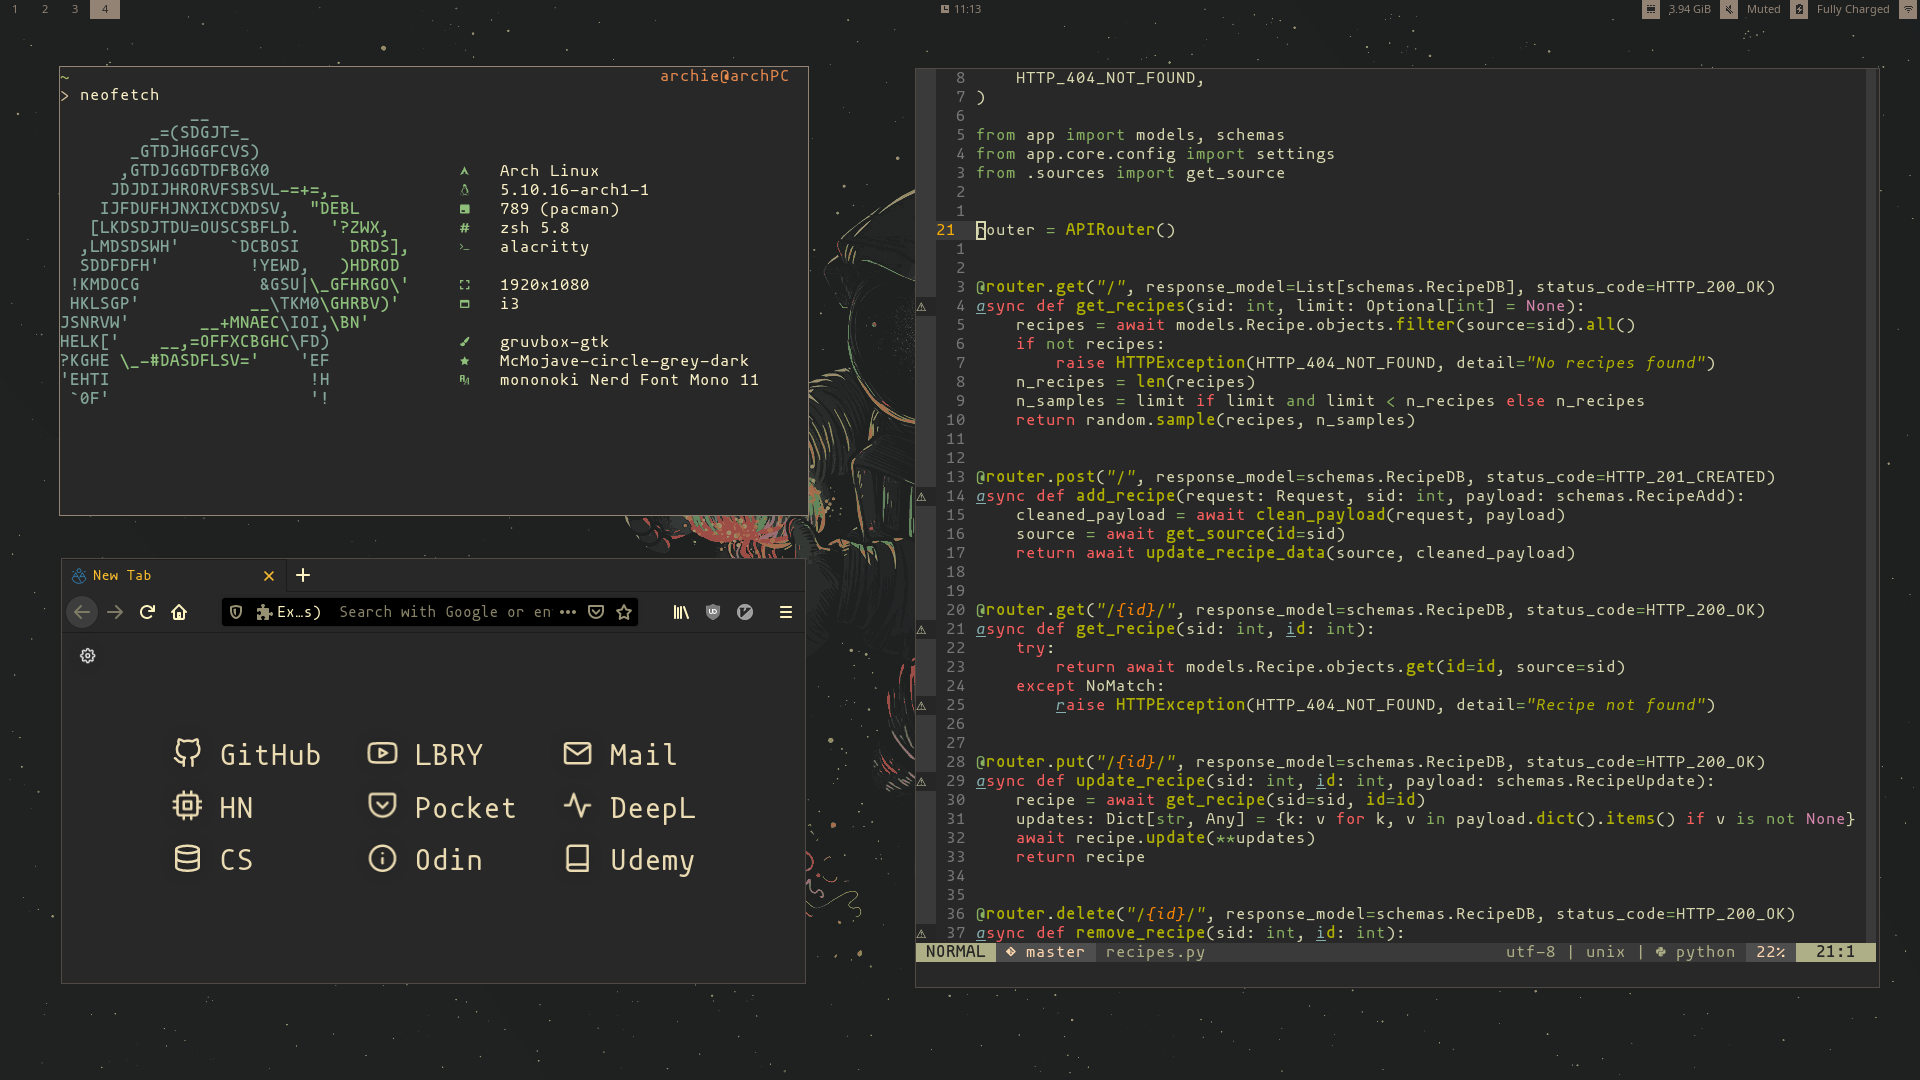 1 2 3 4
11:13
3.94 GiB Muted Fully Charged
~ archie@archPC
> neofetch
__
_=(SDGJT=_
_GTDJHGGFCVS)
,GTDJGGDTDFBGX0
JDJDIJHRORVFSBSVL-=+=,_
IJFDUFHJNXIXCDXDSV, "DEBL
[LKDSDJTDU=OUSCSBFLD. '?ZWX,
,LMDSDSWH' `DCBOSI DRDS],
SDDFDFH' !YEWD, )HDROD
!KMDOCG &GSU|\_GFHRGO\'
HKLSGP' __\TKM0\GHRBV)'
JSNRVW' __+MNAEC\IOI,\BN'
HELK[' __,=OFFXCBGHC\FD)
?KGHE \_-#DASDFLSV=' 'EF
'EHTI !H
`0F' '!
Arch Linux
5.10.16-arch1-1
789 (pacman)
# zsh 5.8
>_ alacritty
1920x1080
i3
gruvbox-gtk
McMojave-circle-grey-dark
mononoki Nerd Font Mono 11
New Tab
Ex…s) Search with Google or en
GitHub LBRY Mail
HN Pocket DeepL
CS Odin Udemy
8 HTTP_404_NOT_FOUND,
7 )
6
5 from app import models, schemas
4 from app.core.config import settings
3 from .sources import get_source
2
1
21 router = APIRouter()
1
2
3 @router.get("/", response_model=List[schemas.RecipeDB], status_code=HTTP_200_OK)
4 async def get_recipes(sid: int, limit: Optional[int] = None):
5 recipes = await models.Recipe.objects.filter(source=sid).all()
6 if not recipes:
7 raise HTTPException(HTTP_404_NOT_FOUND, detail="No recipes found")
8 n_recipes = len(recipes)
9 n_samples = limit if limit and limit < n_recipes else n_recipes
10 return random.sample(recipes, n_samples)
11
12
13 @router.post("/", response_model=schemas.RecipeDB, status_code=HTTP_201_CREATED)
14 async def add_recipe(request: Request, sid: int, payload: schemas.RecipeAdd):
15 cleaned_payload = await clean_payload(request, payload)
16 source = await get_source(id=sid)
17 return await update_recipe_data(source, cleaned_payload)
18
19
20 @router.get("/{id}/", response_model=schemas.RecipeDB, status_code=HTTP_200_OK)
21 async def get_recipe(sid: int, id: int):
22 try:
23 return await models.Recipe.objects.get(id=id, source=sid)
24 except NoMatch:
25 raise HTTPException(HTTP_404_NOT_FOUND, detail="Recipe not found")
26
27
28 @router.put("/{id}/", response_model=schemas.RecipeDB, status_code=HTTP_200_OK)
29 async def update_recipe(sid: int, id: int, payload: schemas.RecipeUpdate):
30 recipe = await get_recipe(sid=sid, id=id)
31 updates: Dict[str, Any] = {k: v for k, v in payload.dict().items() if v is not None}
32 await recipe.update(**updates)
33 return recipe
34
35
36 @router.delete("/{id}/", response_model=schemas.RecipeDB, status_code=HTTP_200_OK)
37 async def remove_recipe(sid: int, id: int):
NORMAL master recipes.py utf-8 | unix | python 22% 21:1